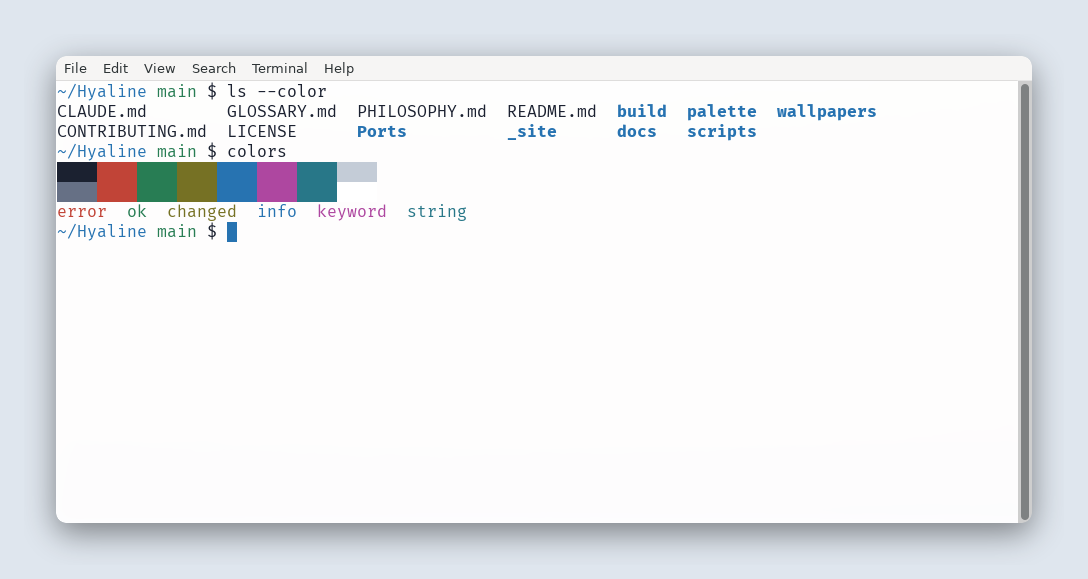 File Edit View Search Terminal Help
~/Hyaline main $ ls --color
CLAUDE.md GLOSSARY.md PHILOSOPHY.md README.md build palette wallpapers
CONTRIBUTING.md LICENSE Ports _site docs scripts
~/Hyaline main $ colors
error ok changed info keyword string
~/Hyaline main $